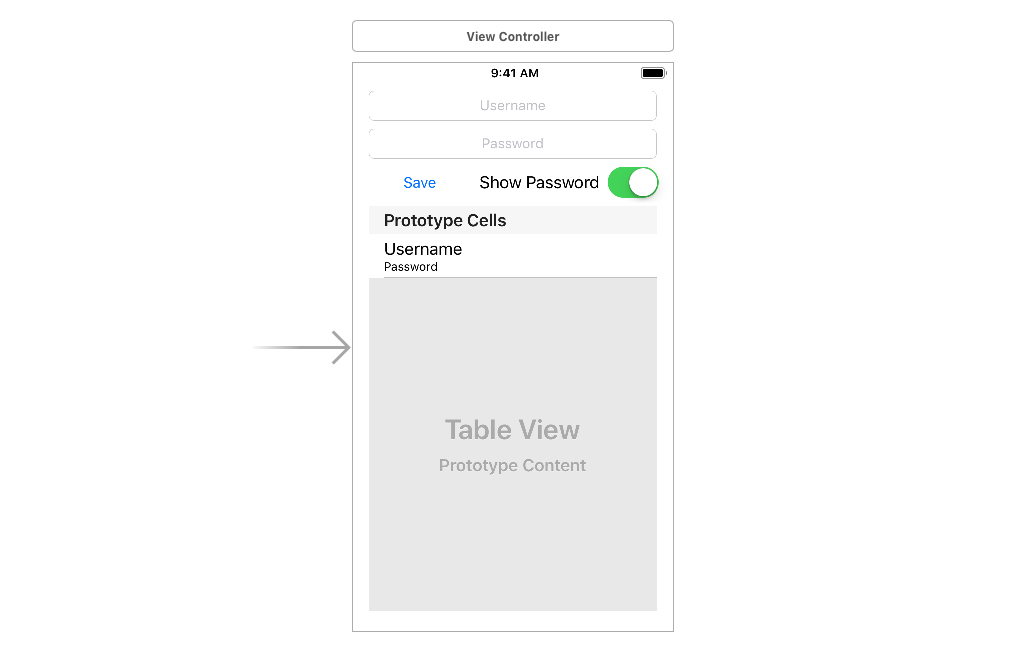 View Controller
9:41 AM
Username
Password
Save Show Password
Prototype Cells
Username
Password
Table View
Prototype Content